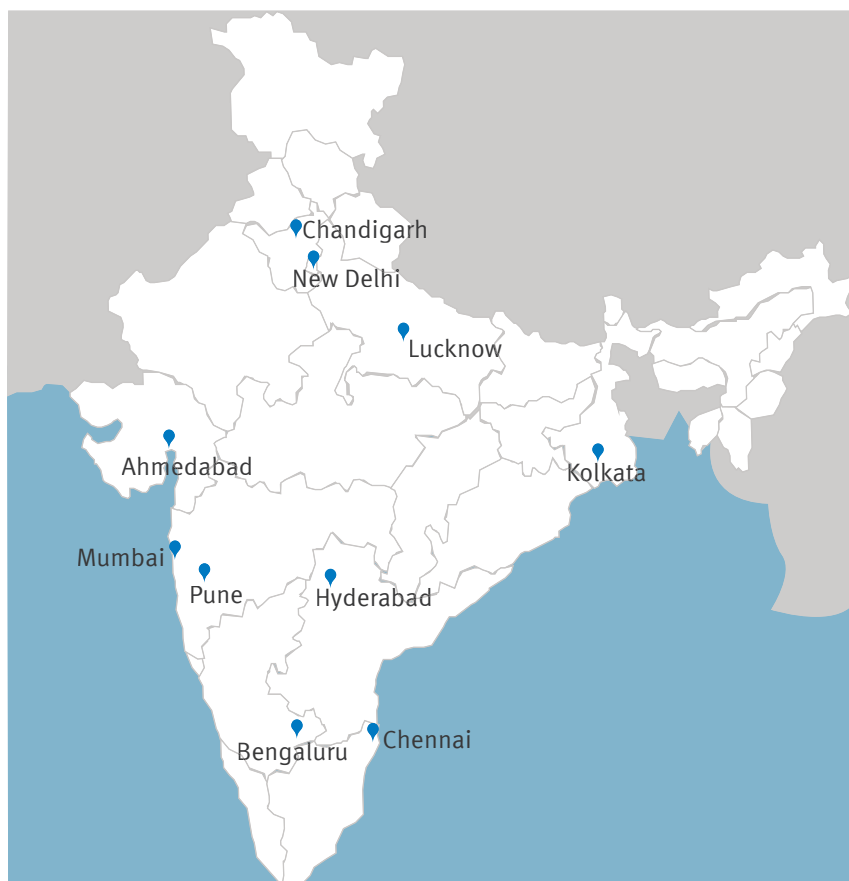 Chandigarh
New Delhi
Lucknow
Ahmedabad
Kolkata
Mumbai
Pune
Hyderabad
Bengaluru
Chennai